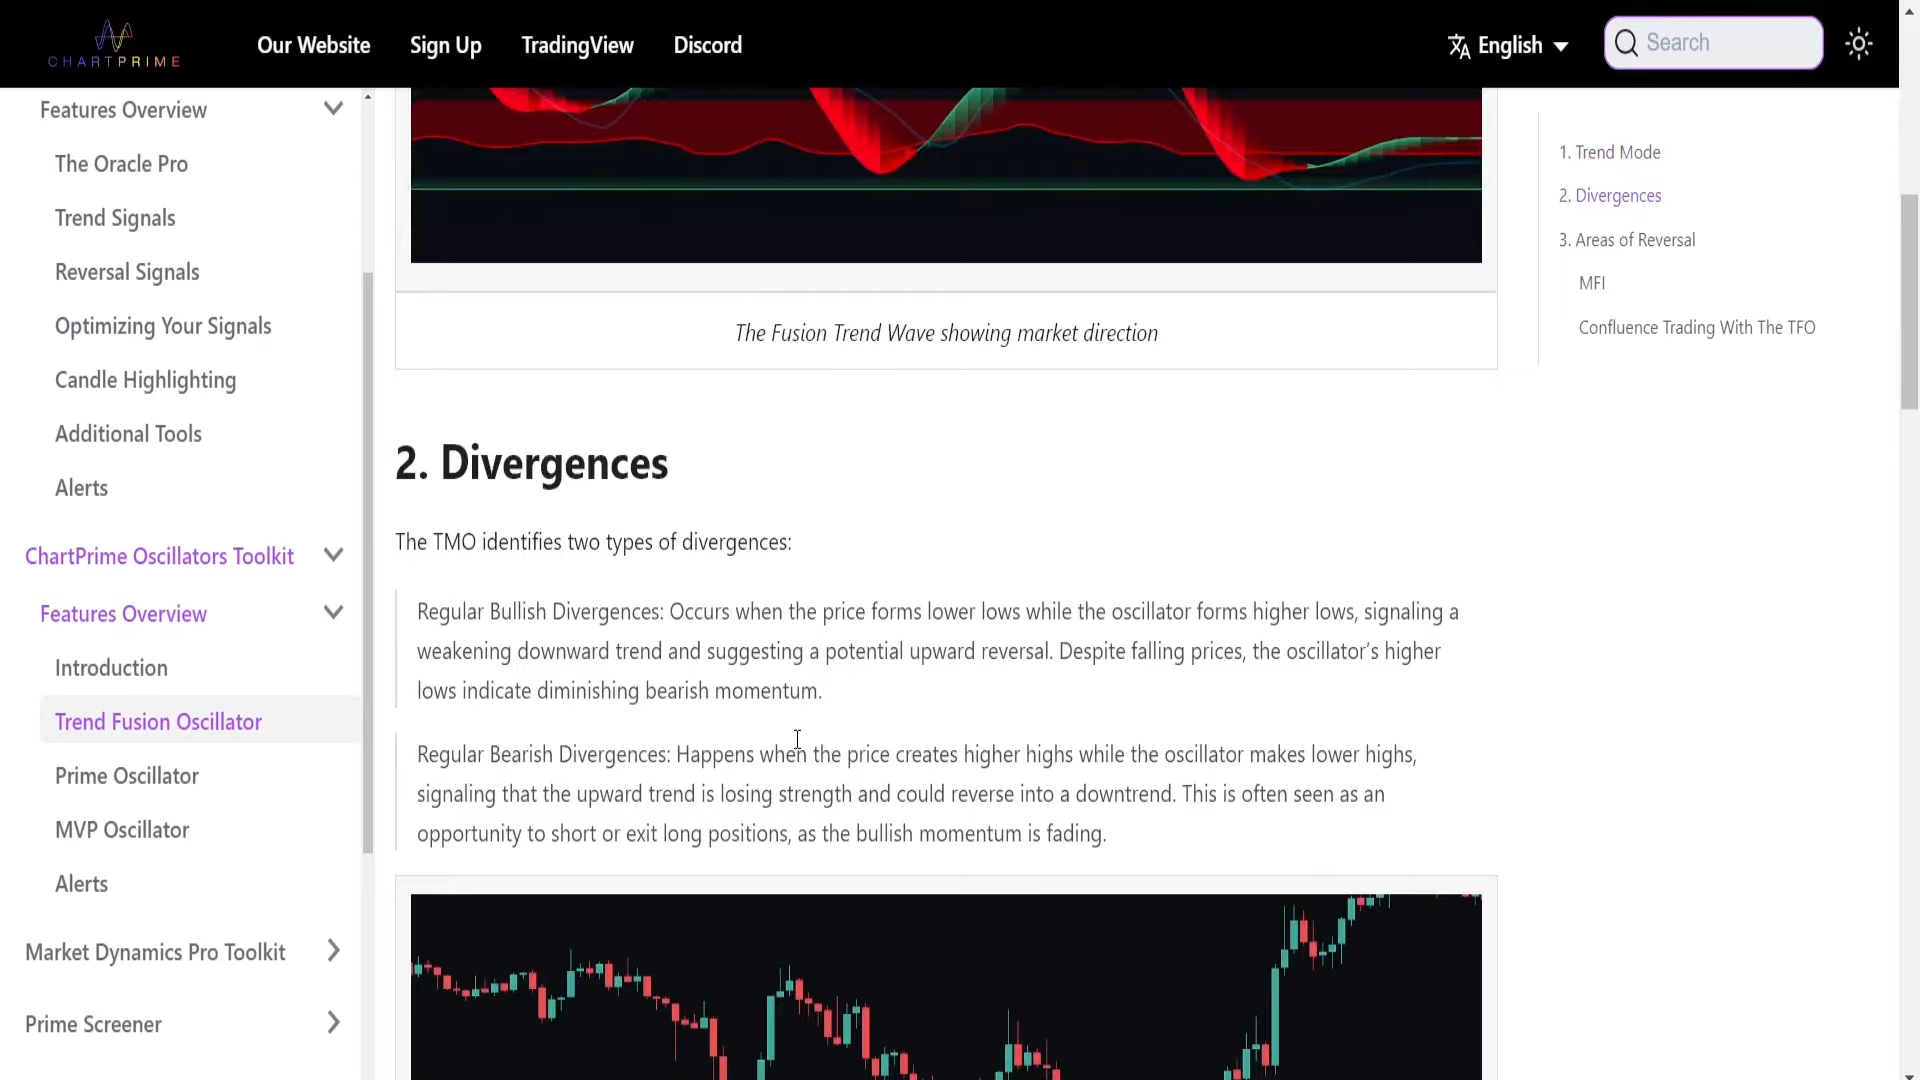 CHARTPRIME
Our Website
Sign Up
TradingView
Discord
English
Search
Features Overview
The Oracle Pro
Trend Signals
Reversal Signals
Optimizing Your Signals
Candle Highlighting
Additional Tools
Alerts
ChartPrime Oscillators Toolkit
Features Overview
Introduction
Trend Fusion Oscillator
Prime Oscillator
MVP Oscillator
Alerts
Market Dynamics Pro Toolkit
Prime Screener
The Fusion Trend Wave showing market direction
2. Divergences
The TMO identifies two types of divergences:
Regular Bullish Divergences: Occurs when the price forms lower lows while the oscillator forms higher lows, signaling a
weakening downward trend and suggesting a potential upward reversal. Despite falling prices, the oscillator's higher
lows indicate diminishing bearish momentum.
Regular Bearish Divergences: Happens when the price creates higher highs while the oscillator makes lower highs,
signaling that the upward trend is losing strength and could reverse into a downtrend. This is often seen as an
opportunity to short or exit long positions, as the bullish momentum is fading.
1. Trend Mode
2. Divergences
3. Areas of Reversal
MFI
Confluence Trading With The TFO